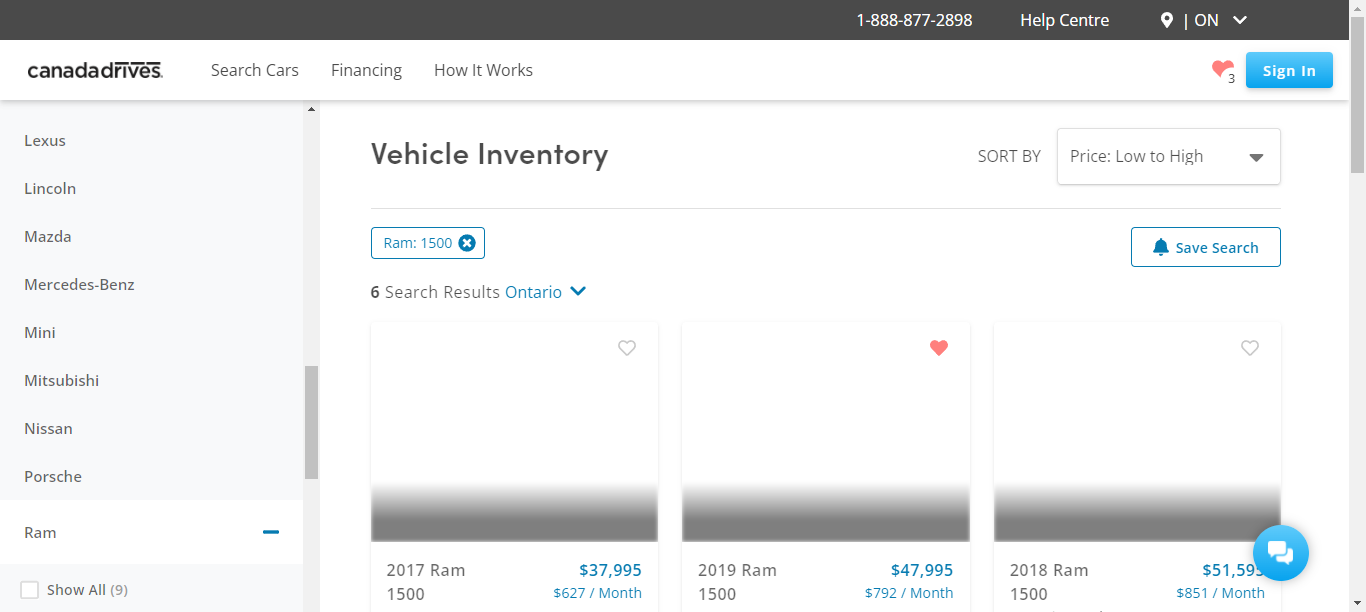 1-888-877-2898 Help Centre | ON
canadadrives. Search Cars Financing How It Works 3 Sign In
Lexus
Lincoln
Mazda
Mercedes-Benz
Mini
Mitsubishi
Nissan
Porsche
Ram
Show All (9)
Vehicle Inventory
SORT BY Price: Low to High
Ram: 1500
Save Search
6 Search Results Ontario
2017 Ram $37,995
1500 $627 / Month
2019 Ram $47,995
1500 $792 / Month
2018 Ram $51,595
1500 $851 / Month